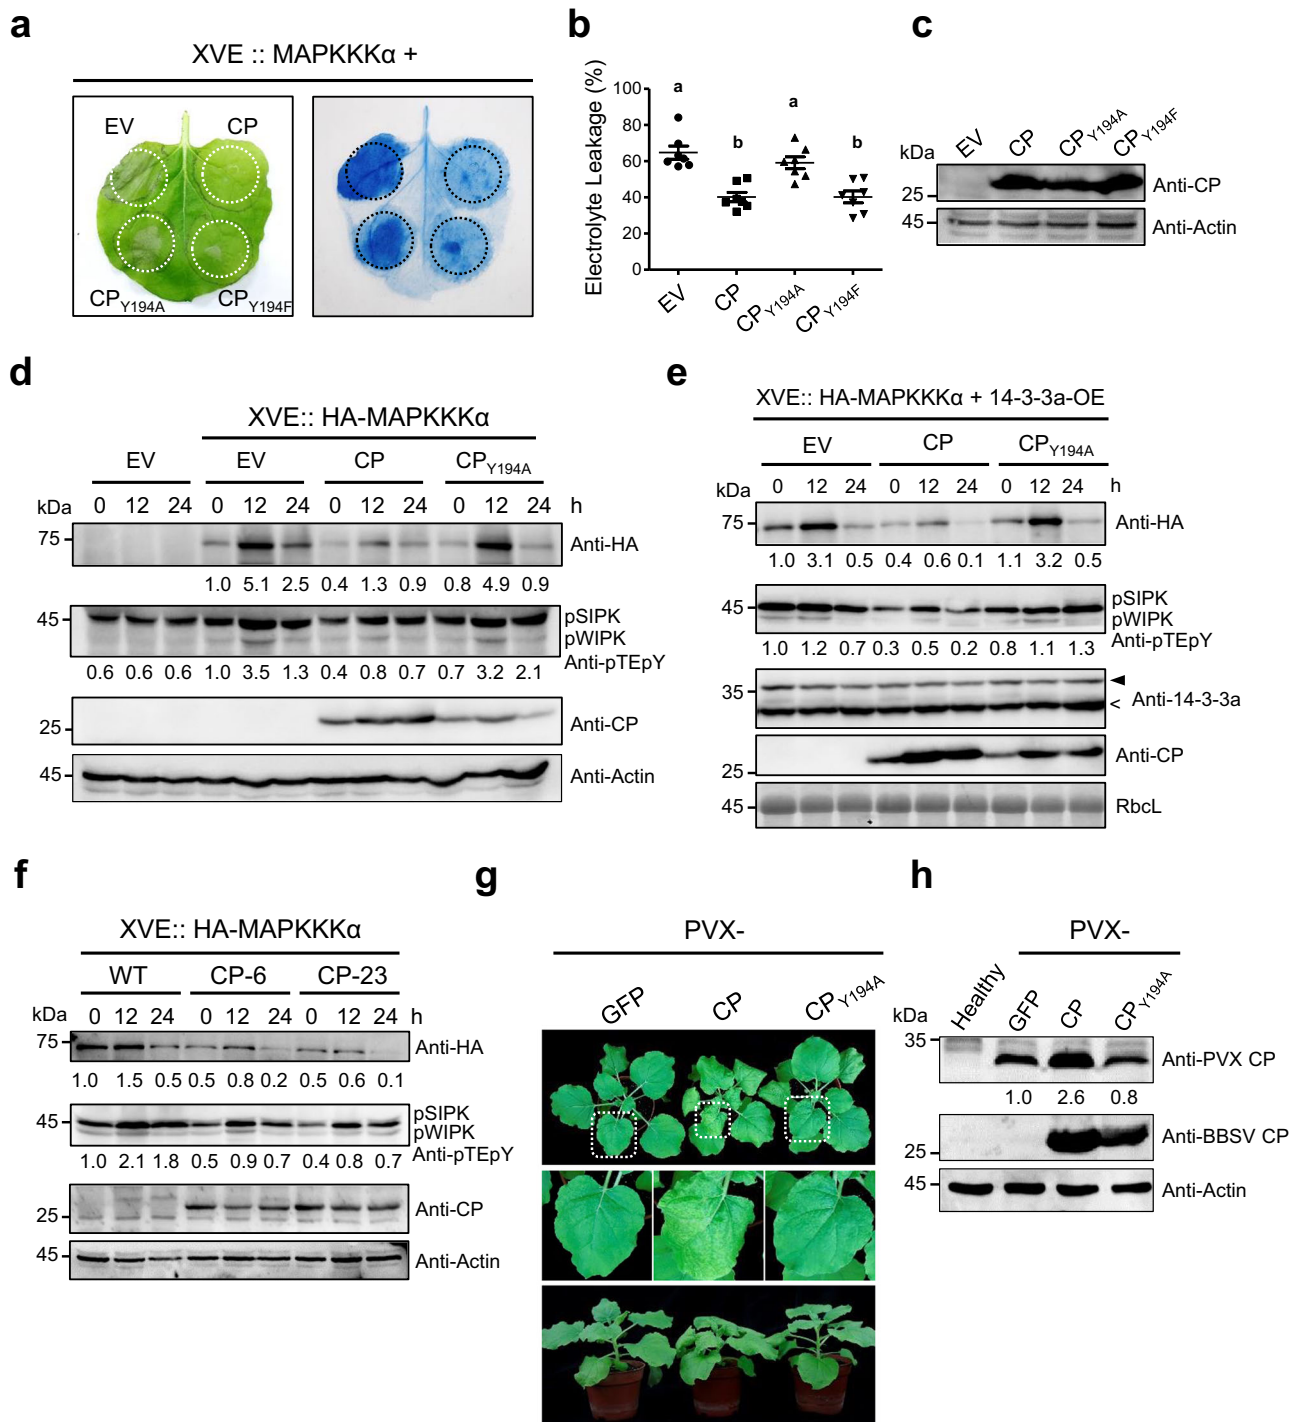 a
XVE :: MAPKKKα +
EV
CP
CPY194A
CPY194F
b
Electrolyte Leakage (%)
100
80
60
40
20
0
a
b
a
b
EV
CP
CPY194A
CPY194F
c
EV
CP
CPY194A
CPY194F
kDa
25
Anti-CP
45
Anti-Actin
d
XVE:: HA-MAPKKKα
EV EV CP CPY194A
kDa 0 12 24 0 12 24 0 12 24 0 12 24 h
75 Anti-HA
1.0 5.1 2.5 0.4 1.3 0.9 0.8 4.9 0.9
45 pSIPK
pWIPK
Anti-pTEpY
0.6 0.6 0.6 1.0 3.5 1.3 0.4 0.8 0.7 0.7 3.2 2.1
25 Anti-CP
45 Anti-Actin
e
XVE:: HA-MAPKKKα + 14-3-3a-OE
EV CP CPY194A
kDa 0 12 24 0 12 24 0 12 24 h
75 Anti-HA
1.0 3.1 0.5 0.4 0.6 0.1 1.1 3.2 0.5
45 pSIPK
pWIPK
Anti-pTEpY
1.0 1.2 0.7 0.3 0.5 0.2 0.8 1.1 1.3
35 < Anti-14-3-3a
Anti-CP
25
45 RbcL
f
XVE:: HA-MAPKKKα
WT CP-6 CP-23
kDa 0 12 24 0 12 24 0 12 24 h
75 Anti-HA
1.0 1.5 0.5 0.5 0.8 0.2 0.5 0.6 0.1
45 pSIPK
pWIPK
Anti-pTEpY
1.0 2.1 1.8 0.5 0.9 0.7 0.4 0.8 0.7
25 Anti-CP
45 Anti-Actin
g
PVX-
GFP
CP
CPY194A
h
PVX-
Healthy
GFP
CP
CPY194A
kDa
35
Anti-PVX CP
1.0 2.6 0.8
Anti-BBSV CP
25
45 Anti-Actin